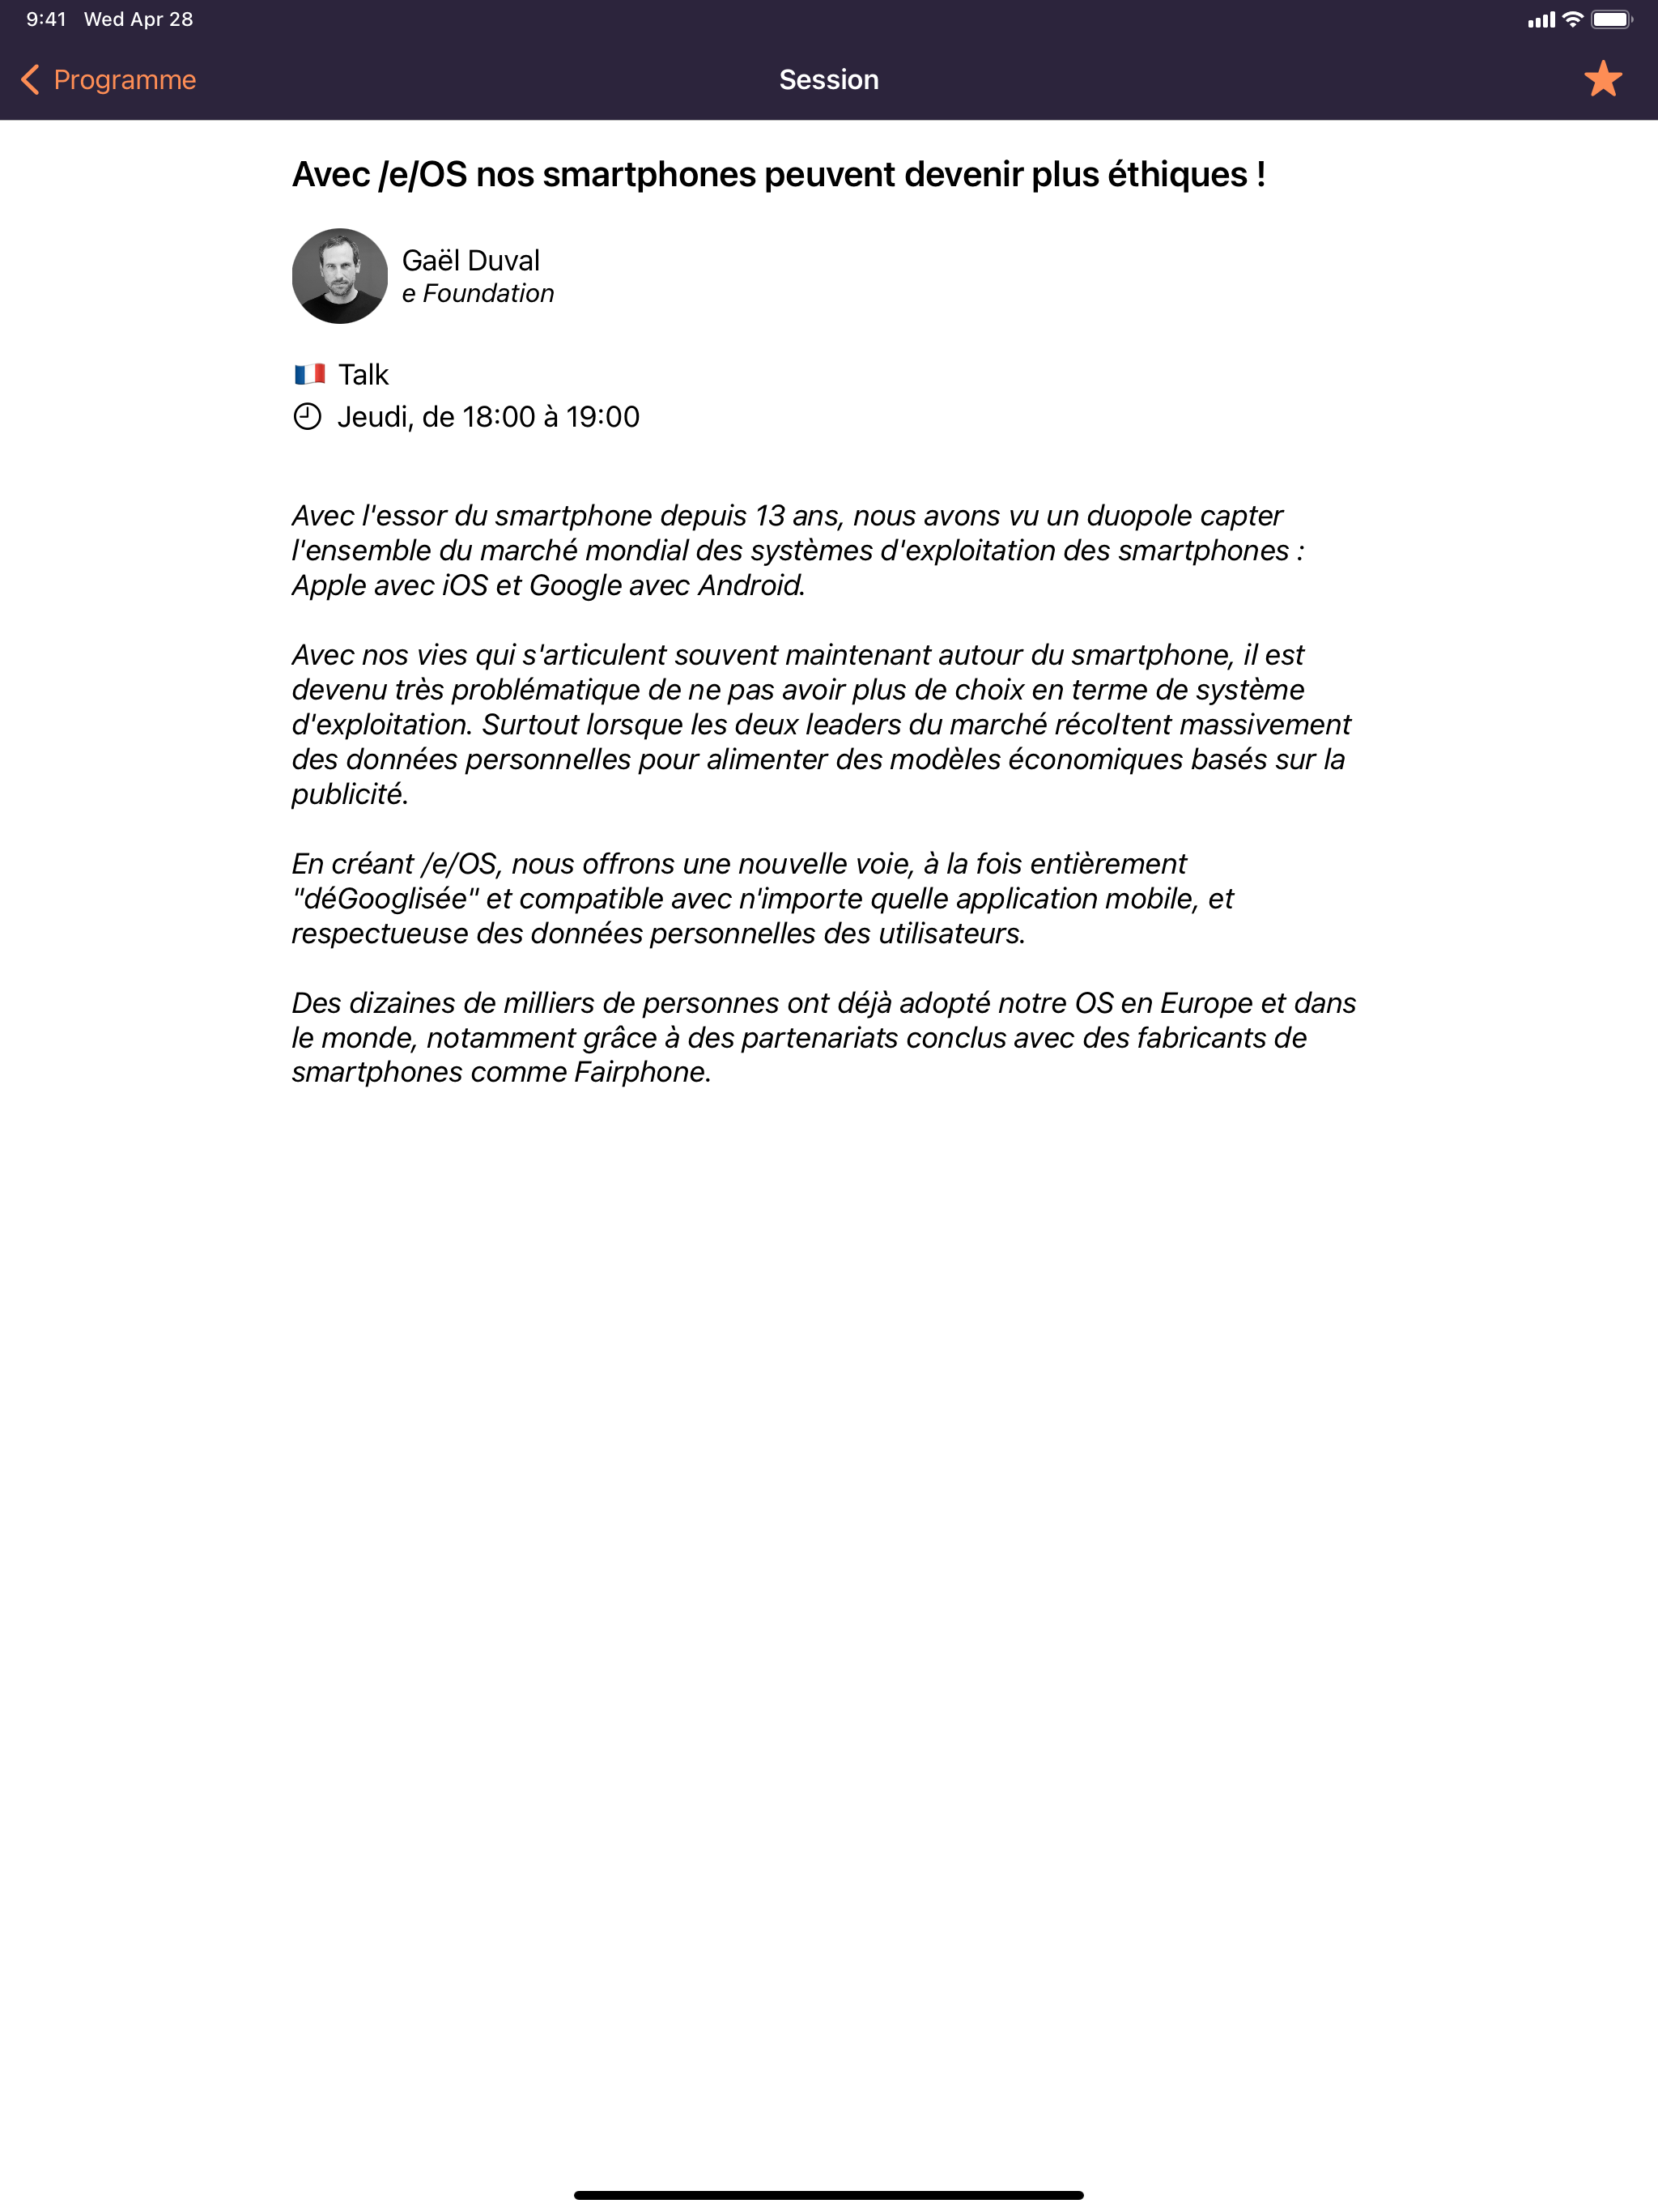 9:41 Wed Apr 28
Programme
Session
Avec /e/OS nos smartphones peuvent devenir plus éthiques !
Gaël Duval
e Foundation
🇫🇷 Talk
Jeudi, de 18:00 à 19:00
Avec l'essor du smartphone depuis 13 ans, nous avons vu un duopole capter
l'ensemble du marché mondial des systèmes d'exploitation des smartphones :
Apple avec iOS et Google avec Android.
Avec nos vies qui s'articulent souvent maintenant autour du smartphone, il est
devenu très problématique de ne pas avoir plus de choix en terme de système
d'exploitation. Surtout lorsque les deux leaders du marché récoltent massivement
des données personnelles pour alimenter des modèles économiques basés sur la
publicité.
En créant /e/OS, nous offrons une nouvelle voie, à la fois entièrement
"déGooglisée" et compatible avec n'importe quelle application mobile, et
respectueuse des données personnelles des utilisateurs.
Des dizaines de milliers de personnes ont déjà adopté notre OS en Europe et dans
le monde, notamment grâce à des partenariats conclus avec des fabricants de
smartphones comme Fairphone.